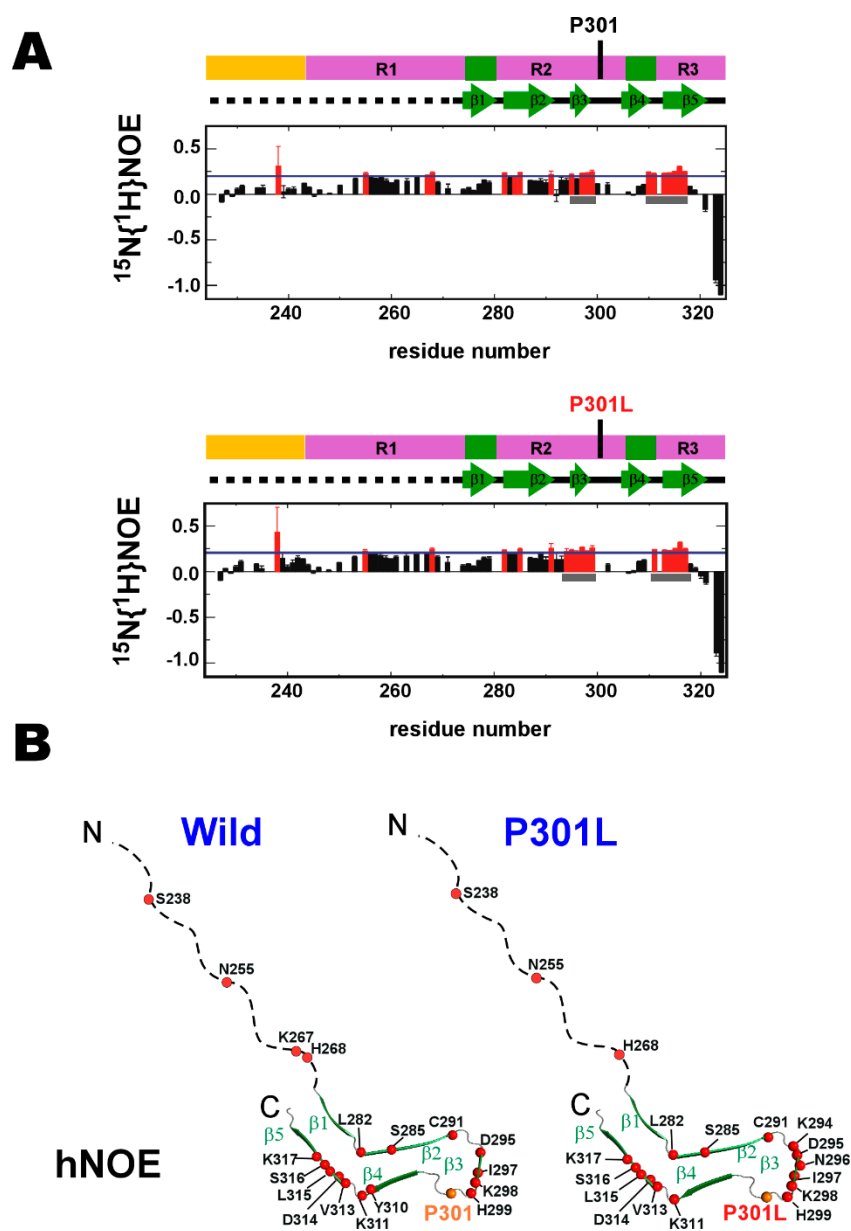 A
P301
R1 R2 R3
β1 β2 β3 β4 β5
15N{1H}NOE
0.5
0.0
-0.5
-1.0
240 260 280 300 320
residue number
P301L
R1 R2 R3
β1 β2 β3 β4 β5
15N{1H}NOE
0.5
0.0
-0.5
-1.0
240 260 280 300 320
residue number
B
N Wild
S238
N255
K267
H268
C
β5
β1
L282
S285
C291
β2
D295
β3
I297
K298
H299
P301
β4
Y310
K311
V313
D314
L315
S316
K317
hNOE
N P301L
S238
N255
H268
C
β5
β1
L282
S285
C291
β2
K294
D295
N296
β3
I297
K298
H299
P301L
β4
K311
V313
D314
L315
S316
K317